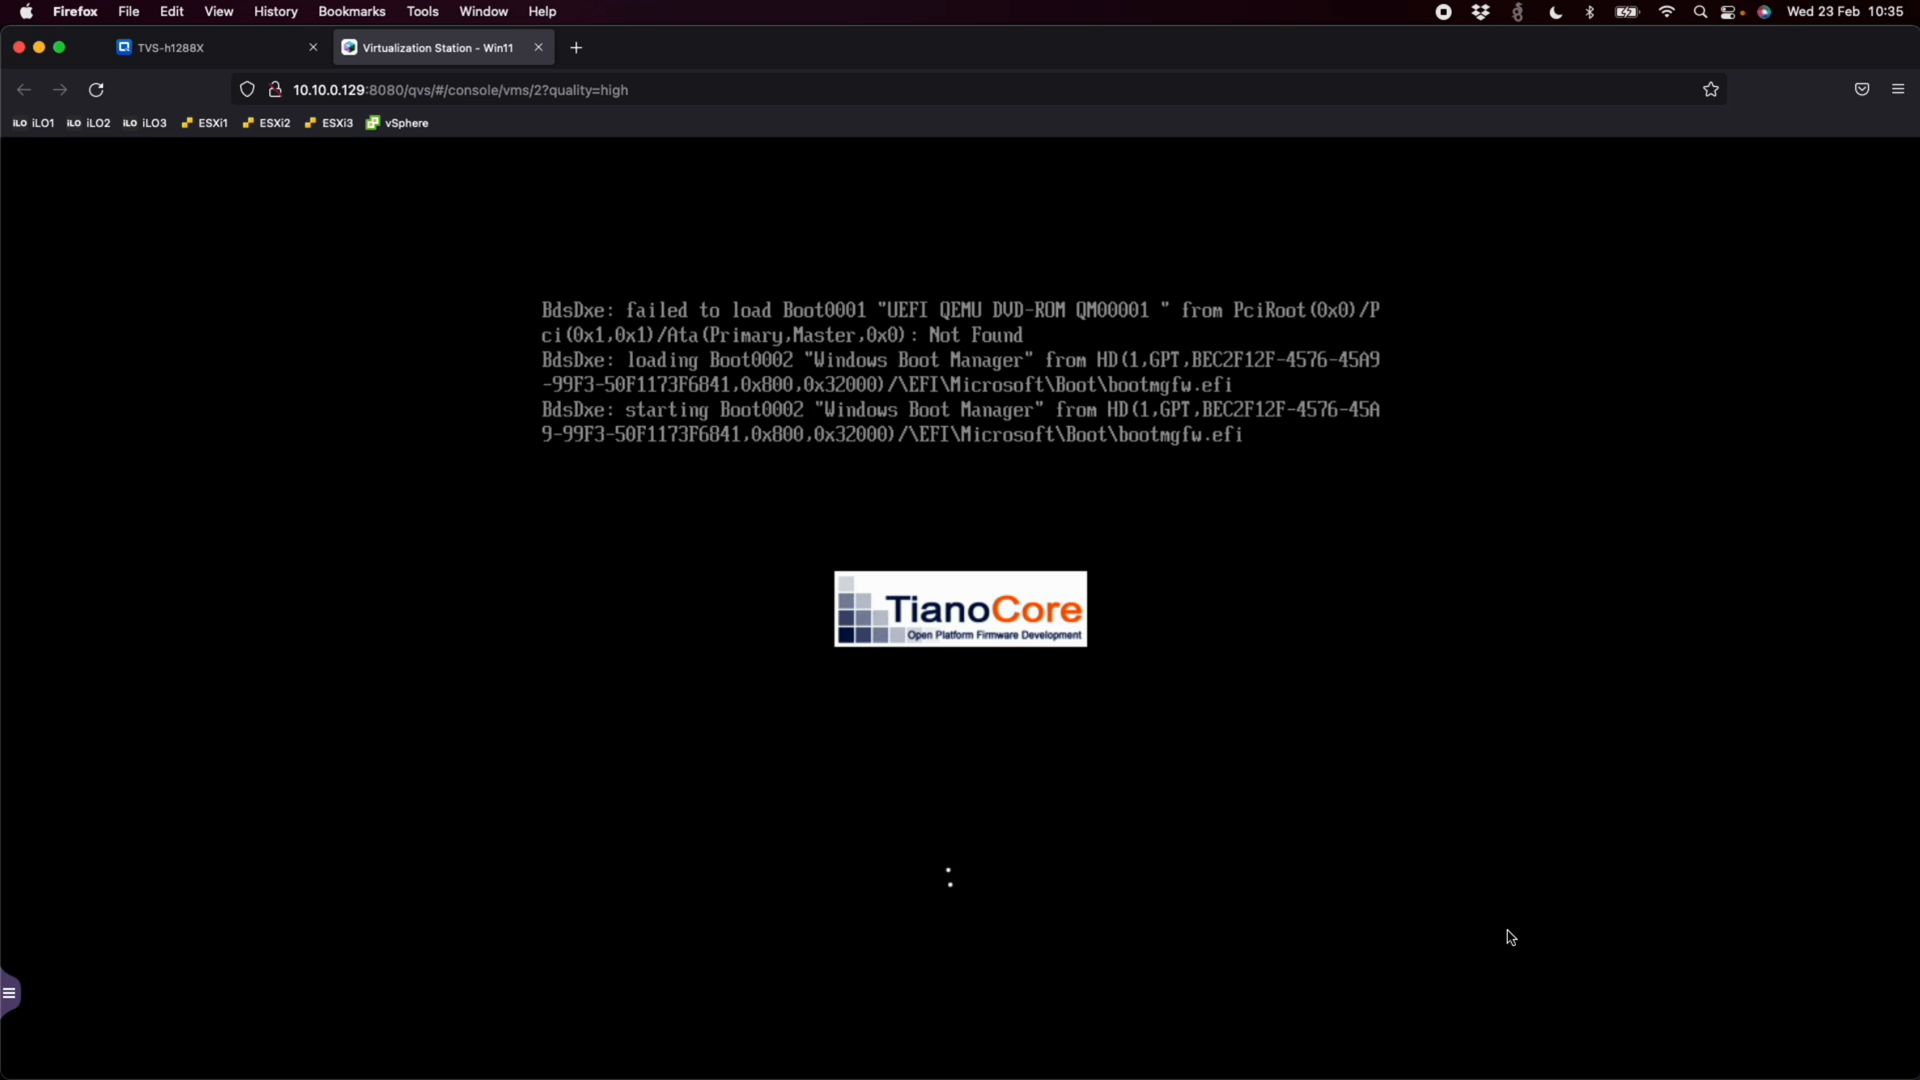 Firefox File Edit View History Bookmarks Tools Window Help Wed 23 Feb 10:35
TVS-h1288X Virtualization Station - Win11
10.10.0.129:8080/qvs/#/console/vms/2?quality=high
iLO iLO1 iLO iLO2 iLO iLO3 ESXi1 ESXi2 ESXi3 vSphere
BdsDxe: failed to load Boot0001 "UEFI QEMU DVD-ROM QM00001 " from PciRoot(0x0)/P
ci(0x1,0x1)/Ata(Primary,Master,0x0): Not Found
BdsDxe: loading Boot0002 "Windows Boot Manager" from HD(1,GPT,BEC2F12F-4576-45A9
-99F3-50F1173F6841,0x800,0x32000)/\EFI\Microsoft\Boot\bootmgfw.efi
BdsDxe: starting Boot0002 "Windows Boot Manager" from HD(1,GPT,BEC2F12F-4576-45A
9-99F3-50F1173F6841,0x800,0x32000)/\EFI\Microsoft\Boot\bootmgfw.efi
TianoCore
Open Platform Firmware Development